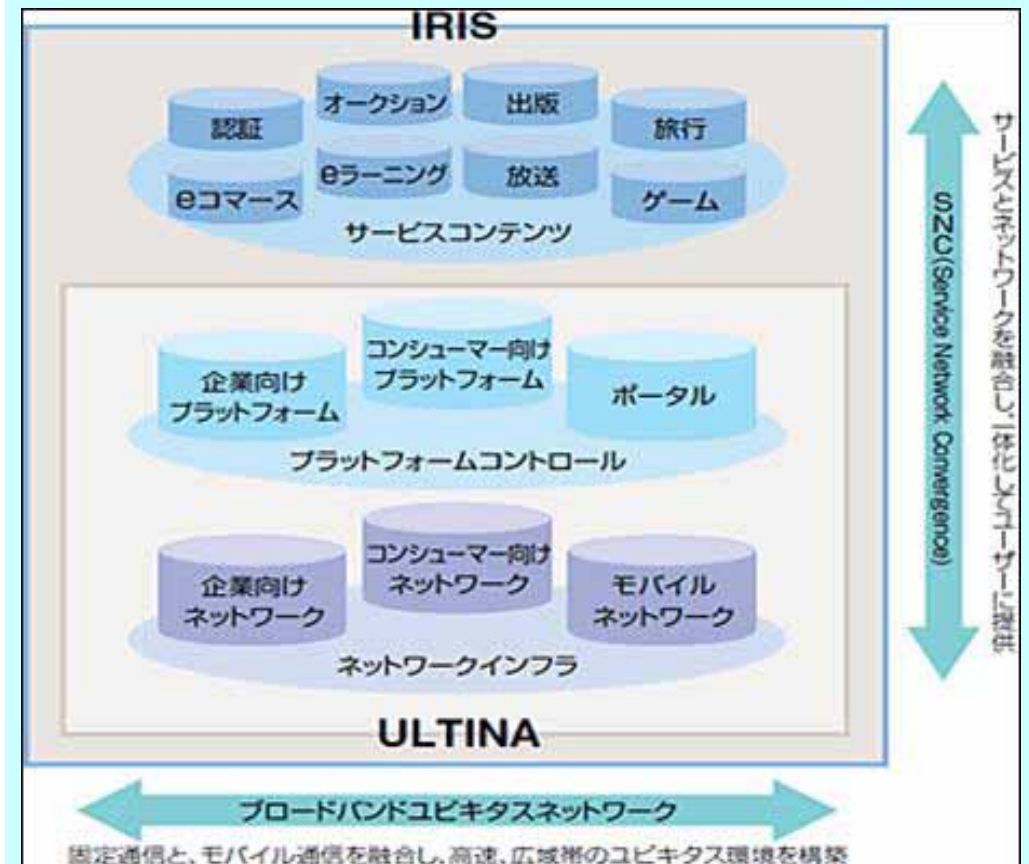 IRIS
認証
オークション
出版
旅行
eコマース
eラーニング
放送
ゲーム
サービスコンテンツ
企業向け
プラットフォーム
コンシューマー向け
プラットフォーム
ポータル
プラットフォームコントロール
企業向け
ネットワーク
コンシューマー向け
ネットワーク
モバイル
ネットワーク
ネットワークインフラ
ULTINA
SNC(Service Network Convergence)
サービスとネットワークを融合し、一体化してユーザーに提供
ブロードバンドユビキタスネットワーク
固定通信と、モバイル通信を融合し、高速、広域帯のユビキタス環境を構築